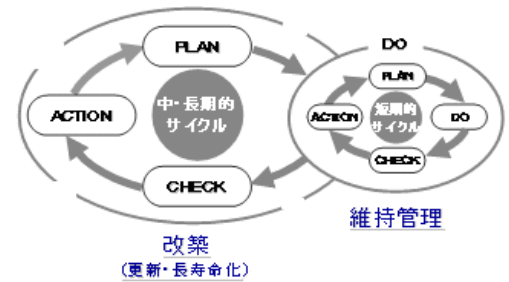 PLAN
DO
ACTION
中・長期的
サイクル
CHECK
PLAN
ACTION
短期的
サイクル
DO
CHECK
維持管理
改築
(更新・長寿命化)